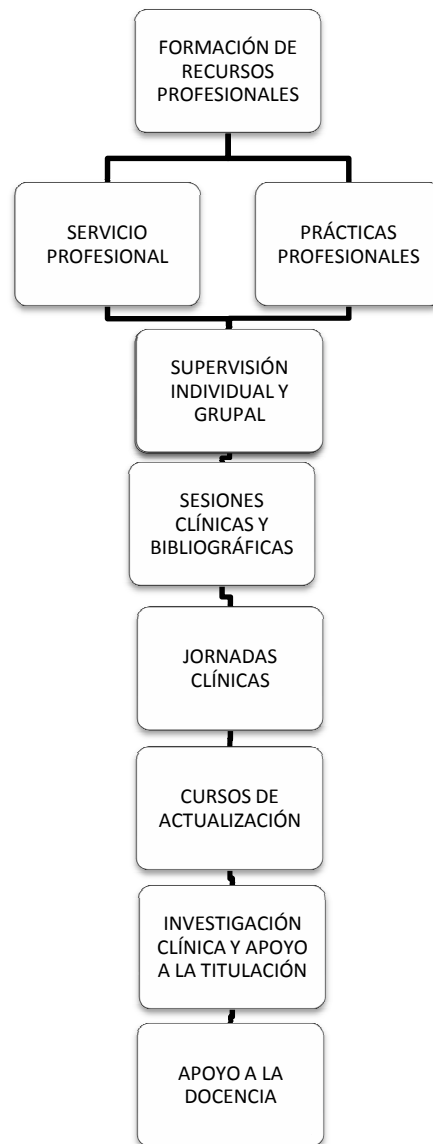 FORMACIÓN DE
RECURSOS
PROFESIONALES
SERVICIO
PROFESIONAL
PRÁCTICAS
PROFESIONALES
SUPERVISIÓN
INDIVIDUAL Y
GRUPAL
SESIONES
CLÍNICAS Y
BIBLIOGRÁFICAS
JORNADAS
CLÍNICAS
CURSOS DE
ACTUALIZACIÓN
INVESTIGACIÓN
CLÍNICA Y APOYO
A LA TITULACIÓN
APOYO A LA
DOCENCIA